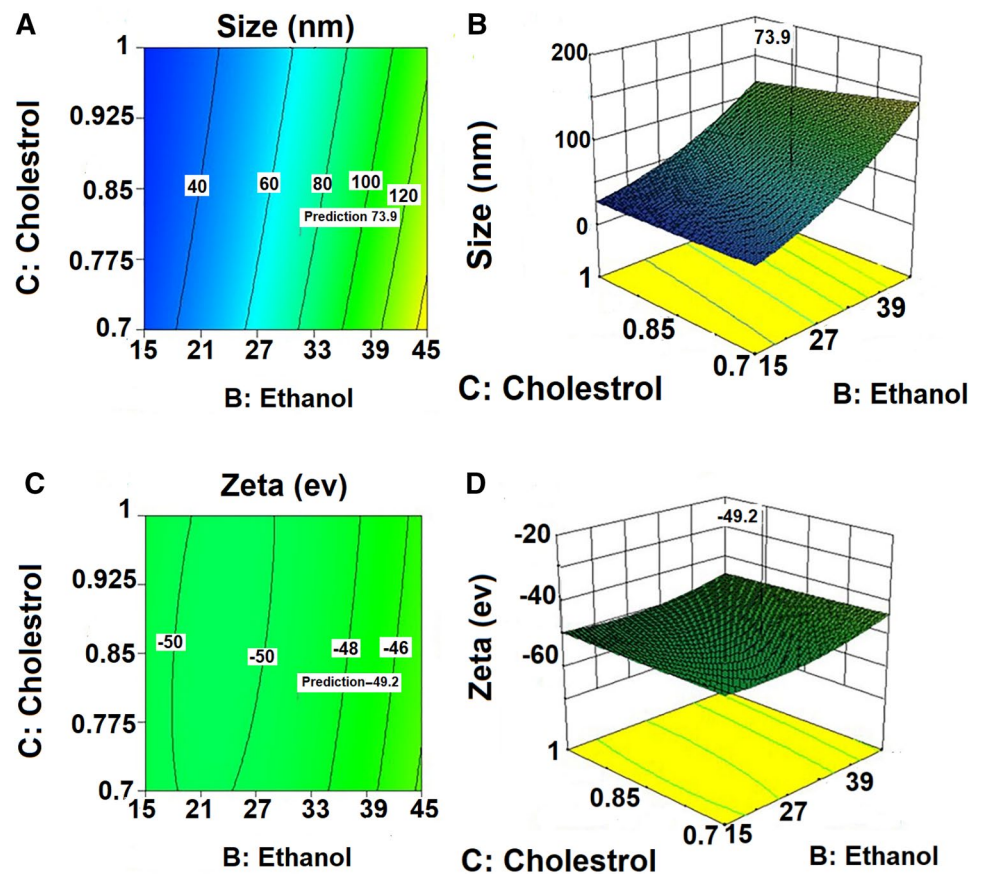 A
Size (nm)
C: Cholestrol
1
0.925
0.85
0.775
0.7
40
60
80
100
120
Prediction 73.9
15 21 27 33 39 45
B: Ethanol
B
73.9
Size (nm)
200
100
0
1
0.85
0.7
15
27
39
C: Cholestrol
B: Ethanol
C
Zeta (ev)
C: Cholestrol
1
0.925
0.85
0.775
0.7
-50
-50
-48
-46
Prediction–49.2
15 21 27 33 39 45
B: Ethanol
D
-49.2
Zeta (ev)
-20
-40
-60
1
0.85
0.7
15
27
39
C: Cholestrol
B: Ethanol